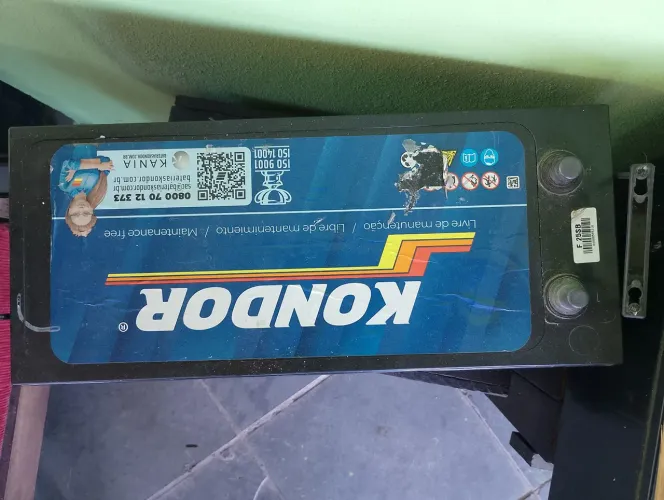 KONDOR®
Livre de manutenção / Libre de mantenimiento / Maintenance free
ISO 9001
ISO 14001
KANIA
bateriaskondor.com.br
sac@bateriaskondor.com.br
0800 70 12 373
F 25SB